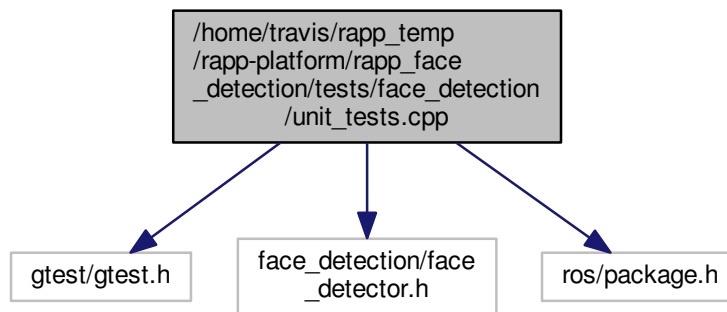 /home/travis/rapp_temp
/rapp-platform/rapp_face
_detection/tests/face_detection
/unit_tests.cpp
gtest/gtest.h
face_detection/face
_detector.h
ros/package.h